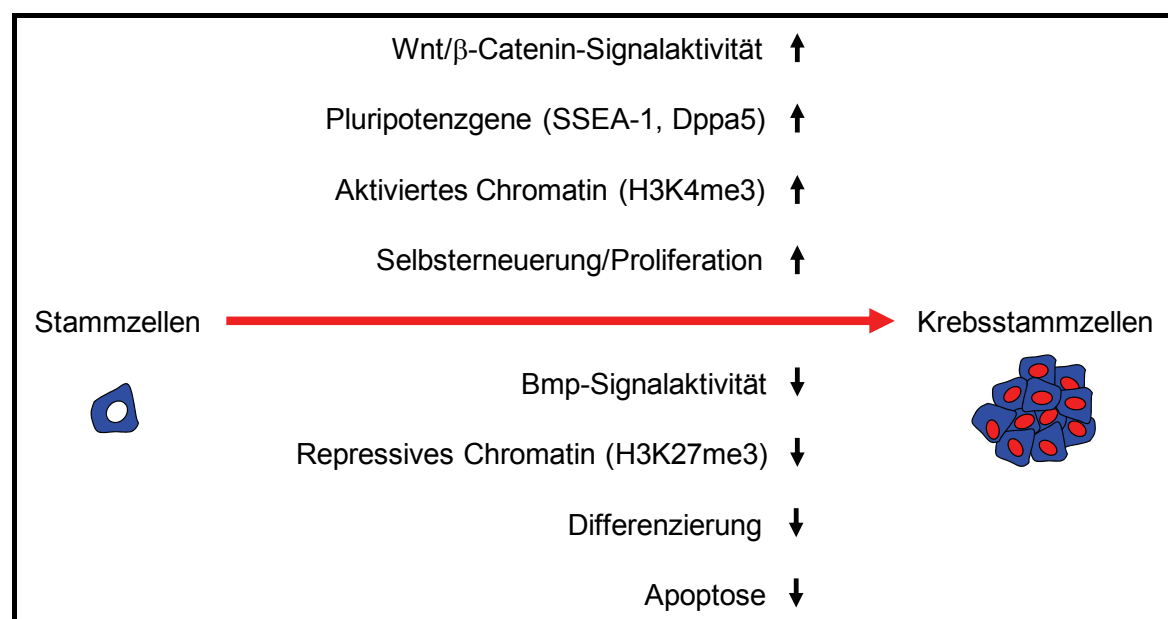 Wnt/β-Catenin-Signalaktivität ↑
Pluripotenzgene (SSEA-1, Dppa5) ↑
Aktiviertes Chromatin (H3K4me3) ↑
Selbsterneuerung/Proliferation ↑
Stammzellen
Krebsstammzellen
Bmp-Signalaktivität ↓
Repressives Chromatin (H3K27me3) ↓
Differenzierung ↓
Apoptose ↓